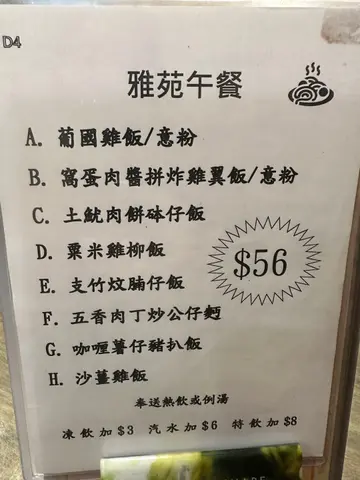 D4
雅苑午餐
A. 葡國雞飯/意粉
B. 窩蛋肉醬拼炸雞翼飯/意粉
C. 土魷肉餅砵仔飯
D. 粟米雞柳飯
$56
E. 支竹炆腩仔飯
F. 五香肉丁炒公仔麵
G. 咖喱薯仔豬扒飯
H. 沙薑雞飯
奉送熱飲或例湯
凍飲加$3 汽水加$6 特飲加$8